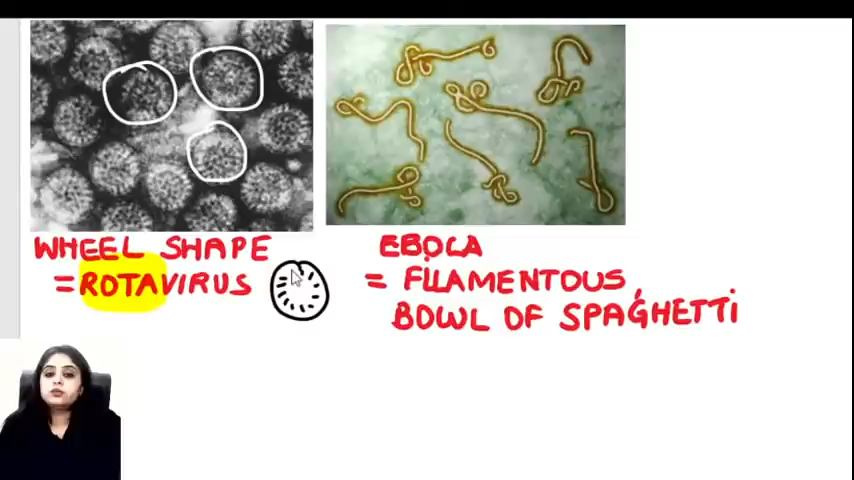 WHEEL SHAPE
= ROTAVIRUS
EBOLA
= FILAMENTOUS,
BOWL OF SPAGHETTI